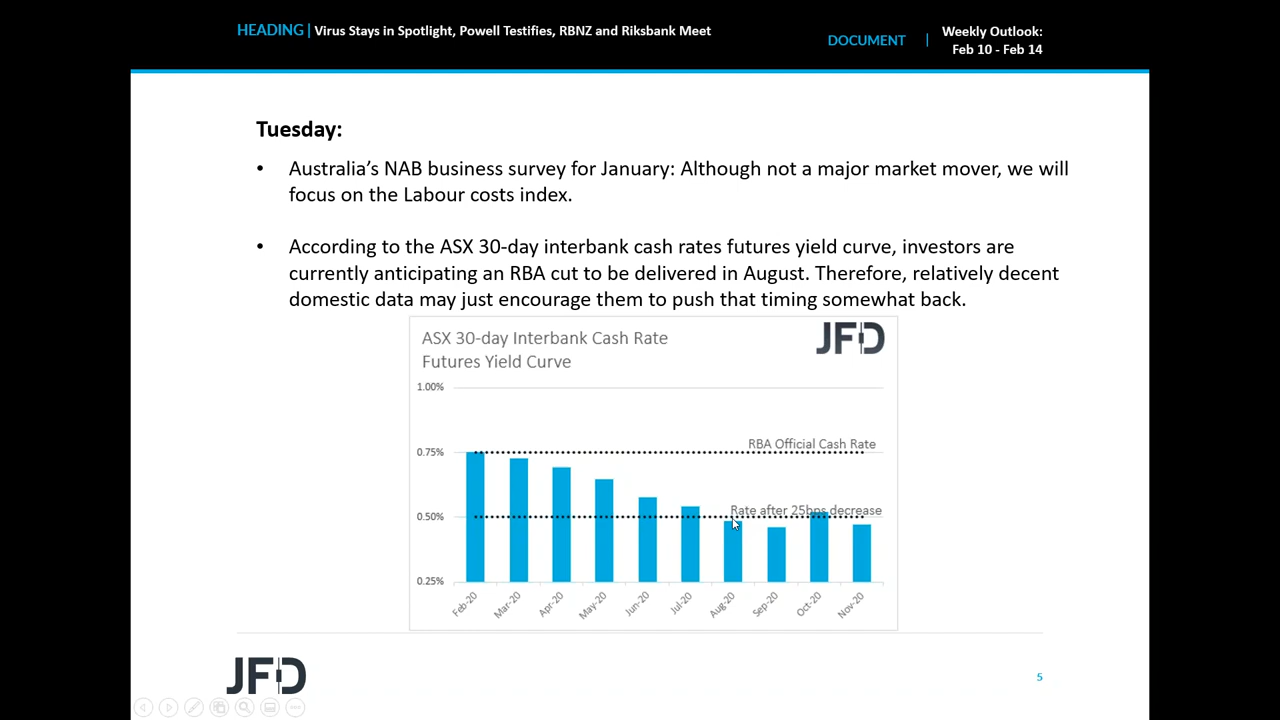 HEADING | Virus Stays in Spotlight, Powell Testifies, RBNZ and Riksbank Meet
DOCUMENT | Weekly Outlook:
Feb 10 - Feb 14
Tuesday:
• Australia’s NAB business survey for January: Although not a major market mover, we will
focus on the Labour costs index.
• According to the ASX 30-day interbank cash rates futures yield curve, investors are
currently anticipating an RBA cut to be delivered in August. Therefore, relatively decent
domestic data may just encourage them to push that timing somewhat back.
ASX 30-day Interbank Cash Rate
Futures Yield Curve
JFD
1.00%
RBA Official Cash Rate
0.75%
Rate after 25bps decrease
0.50%
0.25%
Feb-20 Mar-20 Apr-20 May-20 Jun-20 Jul-20 Aug-20 Sep-20 Oct-20 Nov-20
JFD
5